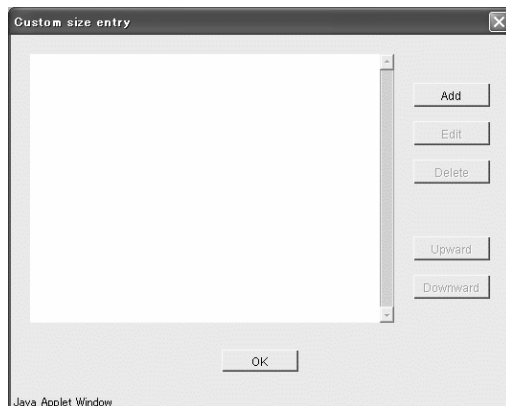 Custom size entry
Add
Edit
Delete
Upward
Downward
OK
Java Applet Window